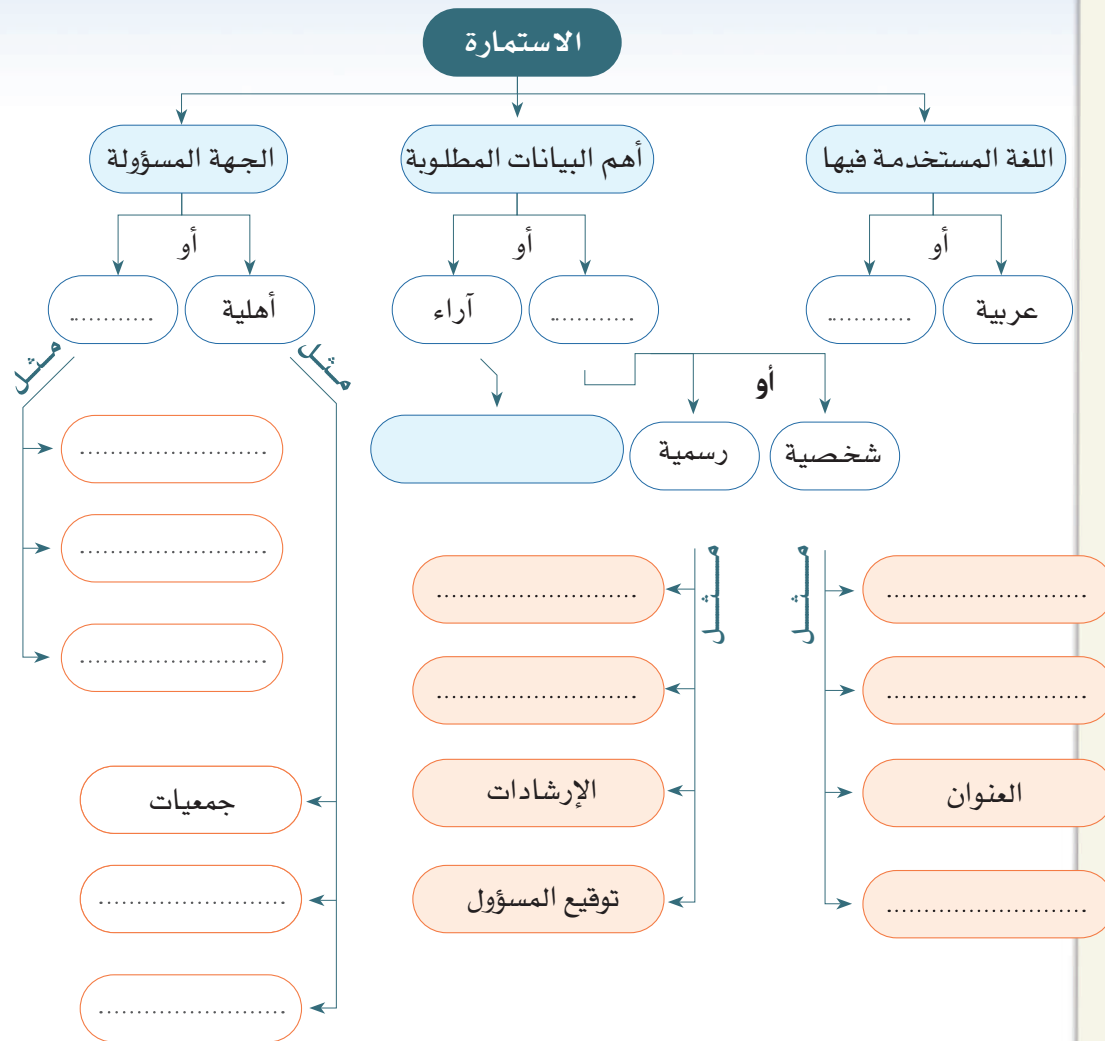 الاستمارة
اللغة المستخدمة فيها
أهم البيانات المطلوبة
الجهة المسؤولة
أو
أو
أو
عربية
............
............
آراء
أهلية
............
مثل
مثل
أو
شخصية
رسمية
.........................
.........................
.........................
مثل
مثل
...........................
...........................
...........................
...........................
العنوان
الإرشادات
جمعيات
...........................
توقيع المسؤول
.........................
.........................